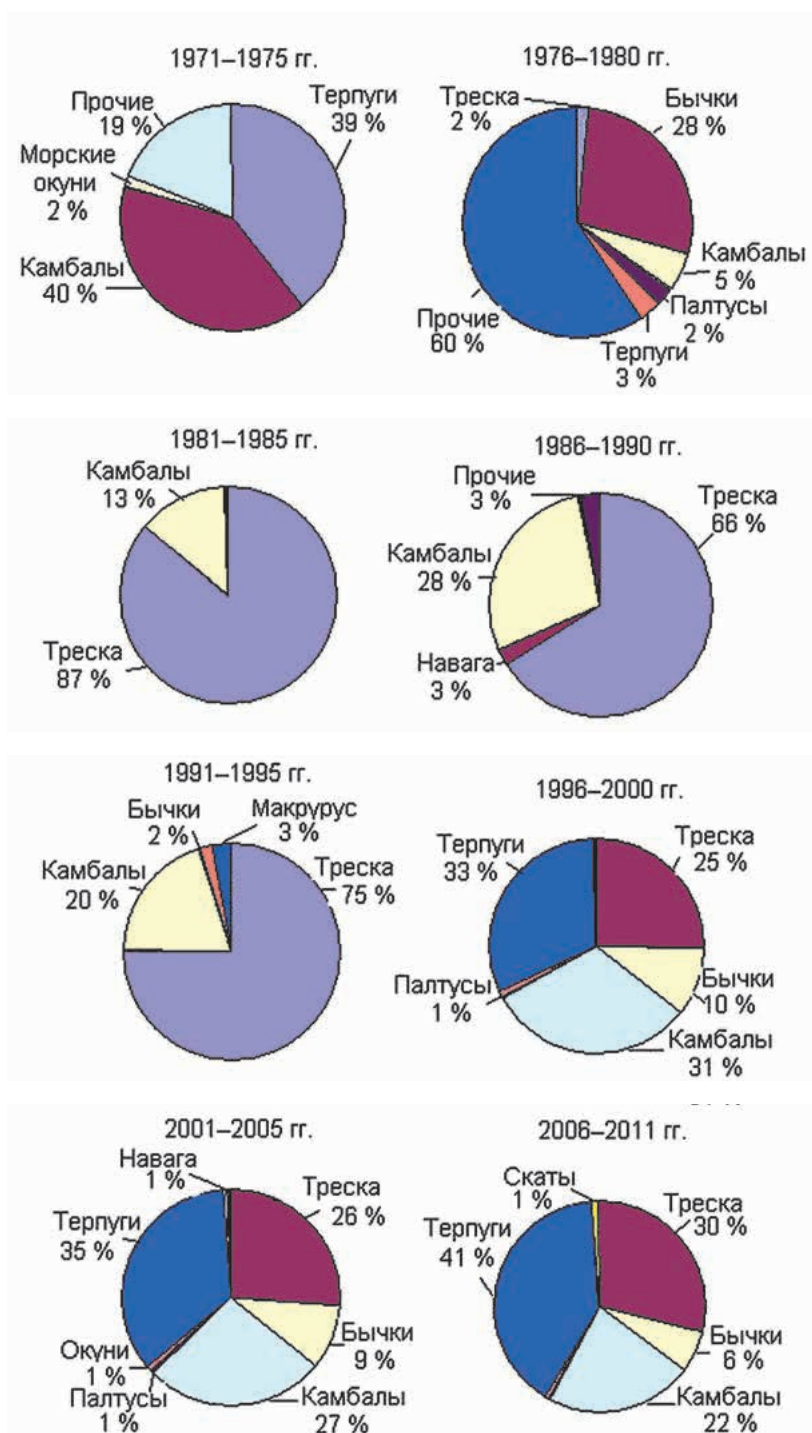 1971–1975 гг.
Прочие
19 %
Терпуги
39 %
Морские
окуни
2 %
Камбалы
40 %
1976–1980 гг.
Треска
2 %
Бычки
28 %
Камбалы
5 %
Палтусы
2 %
Терпуги
3 %
Прочие
60 %
1981–1985 гг.
Камбалы
13 %
Треска
87 %
1986–1990 гг.
Прочие
3 %
Треска
66 %
Камбалы
28 %
Навага
3 %
1991–1995 гг.
Бычки
2 %
Макрурус
3 %
Камбалы
20 %
Треска
75 %
1996–2000 гг.
Терпуги
33 %
Треска
25 %
Палтусы
1 %
Бычки
10 %
Камбалы
31 %
2001–2005 гг.
Навага
1 %
Треска
26 %
Терпуги
35 %
Окуни
1 %
Палтусы
1 %
Бычки
9 %
Камбалы
27 %
2006–2011 гг.
Скаты
1 %
Треска
30 %
Терпуги
41 %
Бычки
6 %
Камбалы
22 %